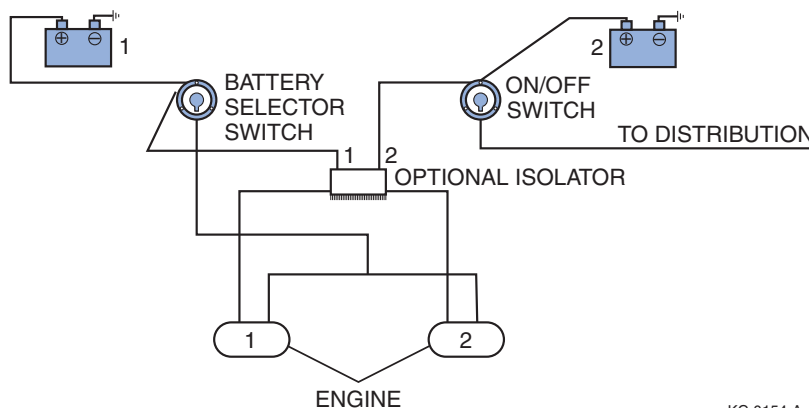 1
2
BATTERY
SELECTOR
SWITCH
ON/OFF
SWITCH
TO DISTRIBUTION
1 2
OPTIONAL ISOLATOR
1
2
ENGINE